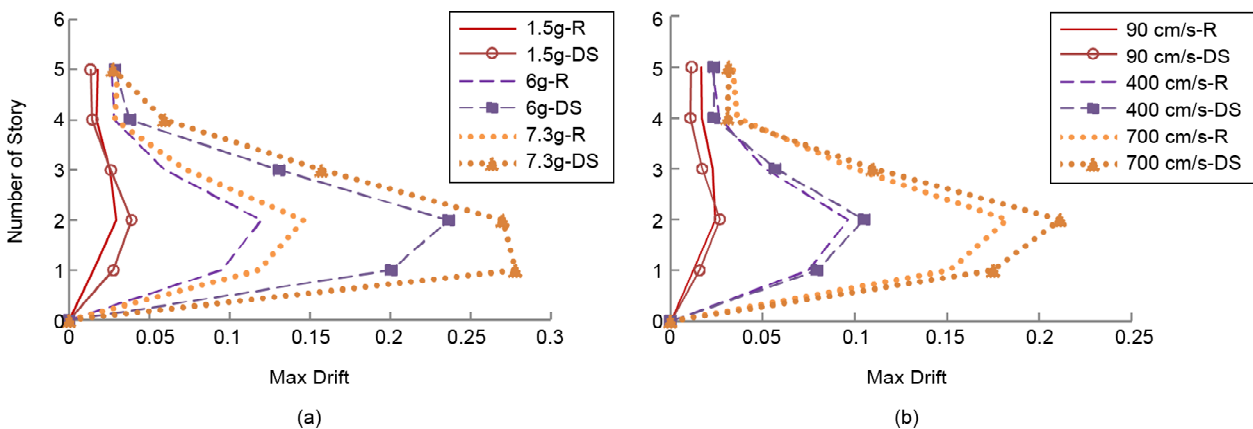 6
5
4
3
2
1
0
Number of Story
0
0.05
0.1
0.15
0.2
0.25
0.3
Max Drift
(a)
1.5g-R
1.5g-DS
6g-R
6g-DS
7.3g-R
7.3g-DS
6
5
4
3
2
1
0
0
0.05
0.1
0.15
0.2
0.25
Max Drift
(b)
90 cm/s-R
90 cm/s-DS
400 cm/s-R
400 cm/s-DS
700 cm/s-R
700 cm/s-DS